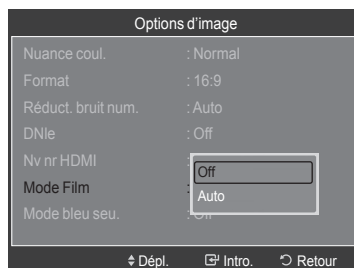 Options d'image
Nuance coul. : Normal
Format : 16:9
Réduct. bruit num. : Auto
DNIe : Off
Nv nr HDMI :
Off
Mode Film :
Auto
Mode bleu seu. : Off
Dépl. Intro. Retour